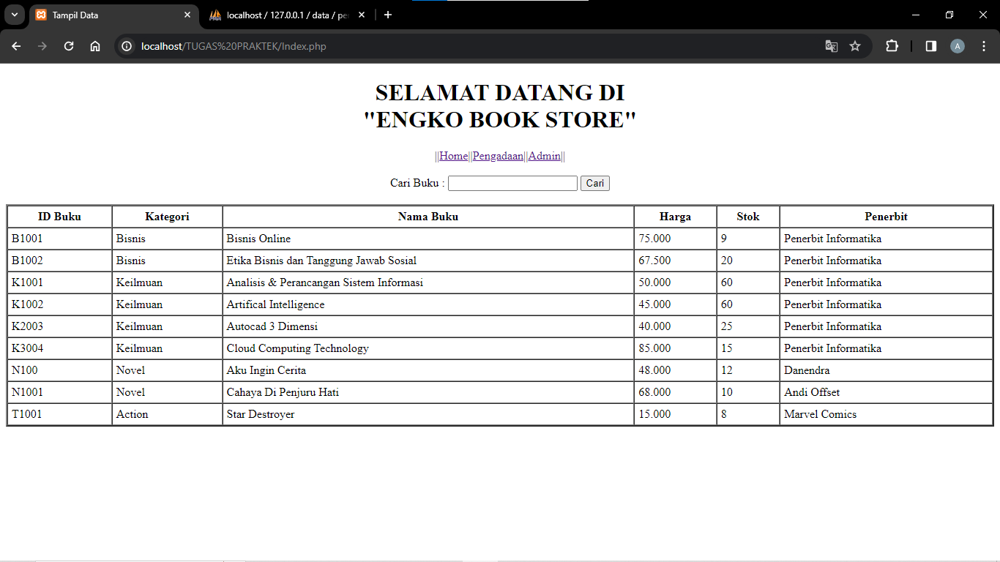 Tampil Data
localhost / 127.0.0.1 / data / pe
localhost/TUGAS%20PRAKTEK/Index.php
A
SELAMAT DATANG DI
"ENGKO BOOK STORE"
||Home||Pengadaan||Admin||
Cari Buku : Cari
ID Buku Kategori Nama Buku Harga Stok Penerbit
B1001 Bisnis Bisnis Online 75.000 9 Penerbit Informatika
B1002 Bisnis Etika Bisnis dan Tanggung Jawab Sosial 67.500 20 Penerbit Informatika
K1001 Keilmuan Analisis & Perancangan Sistem Informasi 50.000 60 Penerbit Informatika
K1002 Keilmuan Artifical Intelligence 45.000 60 Penerbit Informatika
K2003 Keilmuan Autocad 3 Dimensi 40.000 25 Penerbit Informatika
K3004 Keilmuan Cloud Computing Technology 85.000 15 Penerbit Informatika
N100 Novel Aku Ingin Cerita 48.000 12 Danendra
N1001 Novel Cahaya Di Penjuru Hati 68.000 10 Andi Offset
T1001 Action Star Destroyer 15.000 8 Marvel Comics